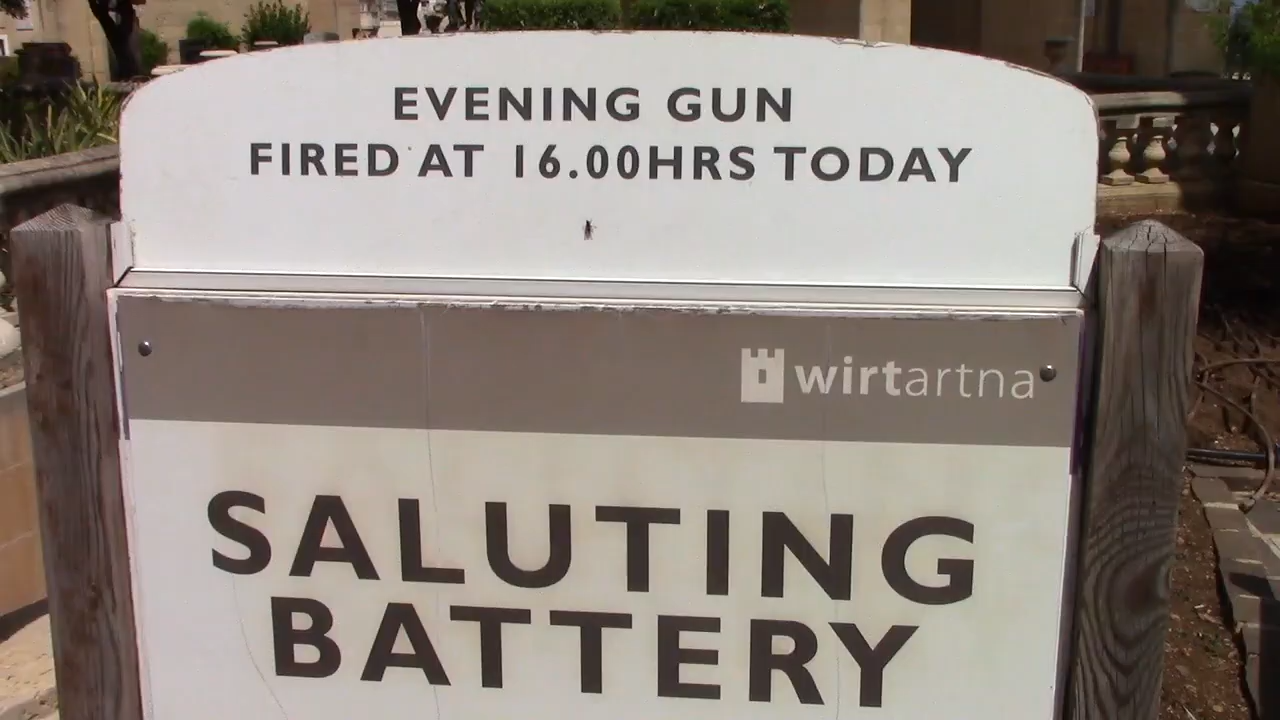 EVENING GUN
FIRED AT 16.00HRS TODAY
wirtartna
SALUTING
BATTERY